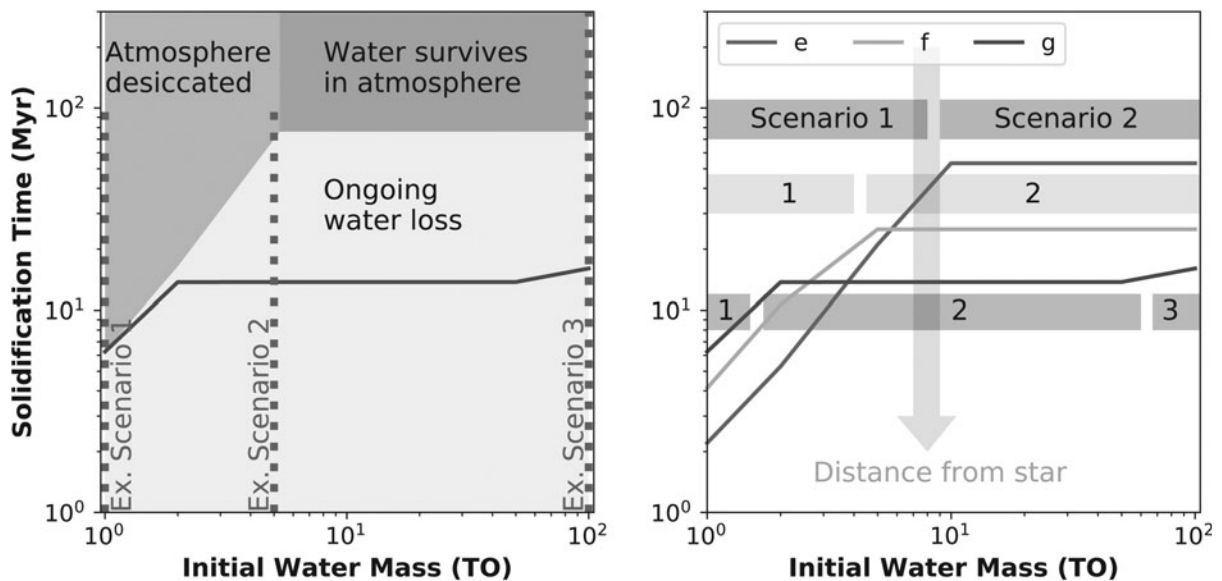 Solidification Time (Myr)
10²
10¹
10⁰
Atmosphere
desiccated
Water survives
in atmosphere
Ongoing
water loss
Ex. Scenario 1
Ex. Scenario 2
Ex. Scenario 3
10⁰
10¹
10²
Initial Water Mass (TO)
e
f
g
10²
10¹
10⁰
Scenario 1
Scenario 2
1
2
1
2
3
Distance from star
10⁰
10¹
10²
Initial Water Mass (TO)